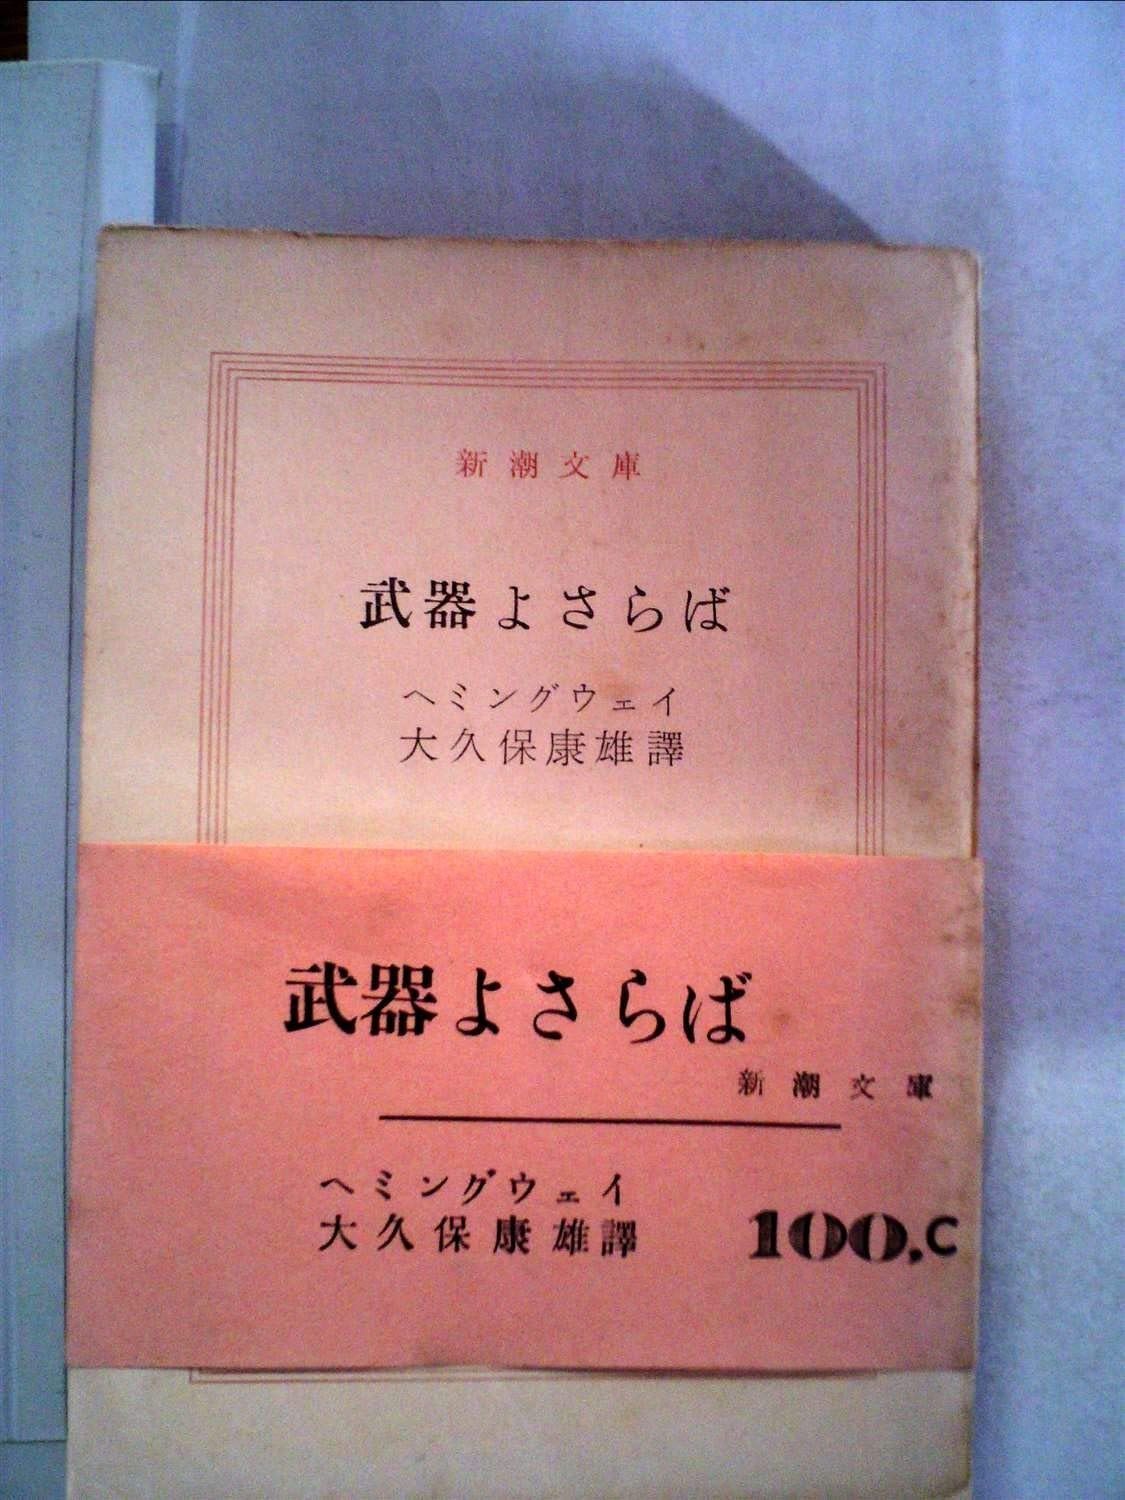 新潮文庫
武器よさらば
ヘミングウェイ
大久保康雄譯
武器よさらば
新潮文庫
ヘミングウェイ
大久保康雄譯
100.C